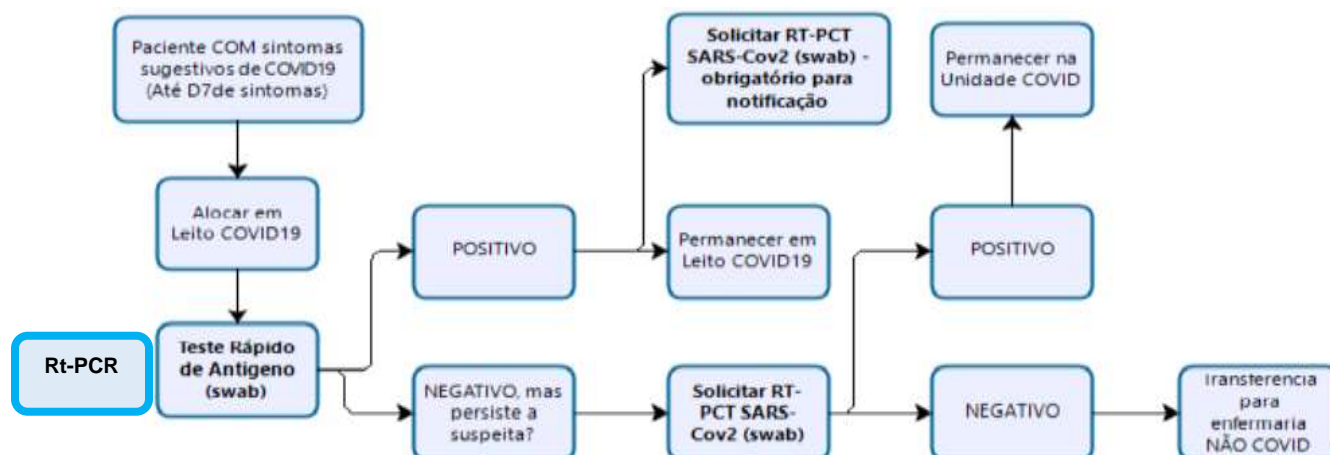 Paciente COM sintomas
sugestivos de COVID19
(Até D7de sintomas)
Alocar em
Leito COVID19
Rt-PCR
Teste Rápido
de Antígeno
(swab)
POSITIVO
Solicitar RT-PCT
SARS-Cov2 (swab) -
obrigatório para
notificação
Permanecer em
Leito COVID19
NEGATIVO, mas
persiste a
suspeita?
Solicitar RT-
PCT SARS-
Cov2 (swab)
POSITIVO
Permanecer na
Unidade COVID
NEGATIVO
Transferencia
para
enfermaria
NÃO COVID